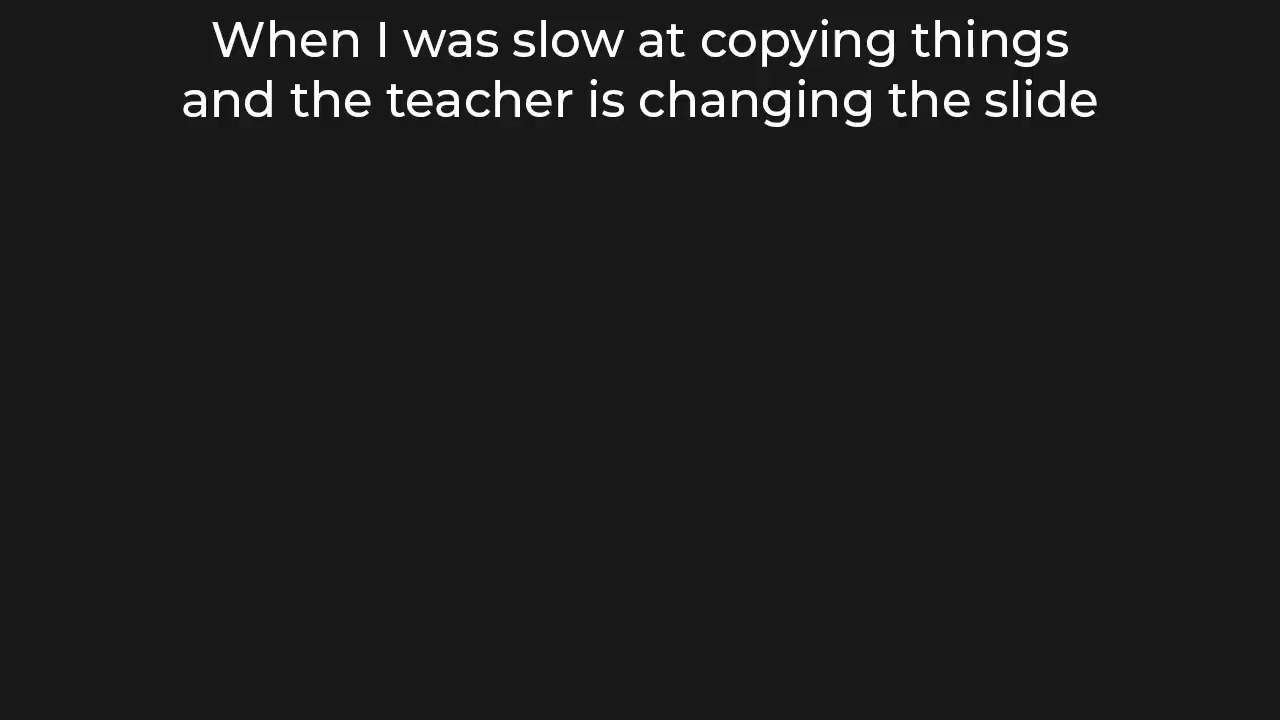 When I was slow at copying things
and the teacher is changing the slide